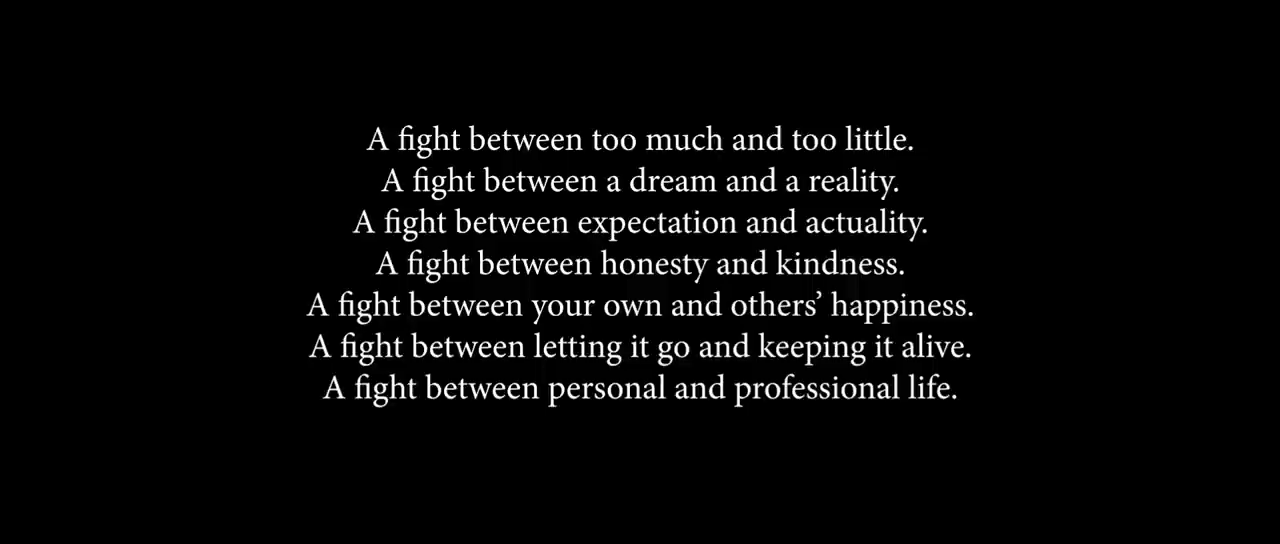 A fight between too much and too little.
A fight between a dream and a reality.
A fight between expectation and actuality.
A fight between honesty and kindness.
A fight between your own and others’ happiness.
A fight between letting it go and keeping it alive.
A fight between personal and professional life.